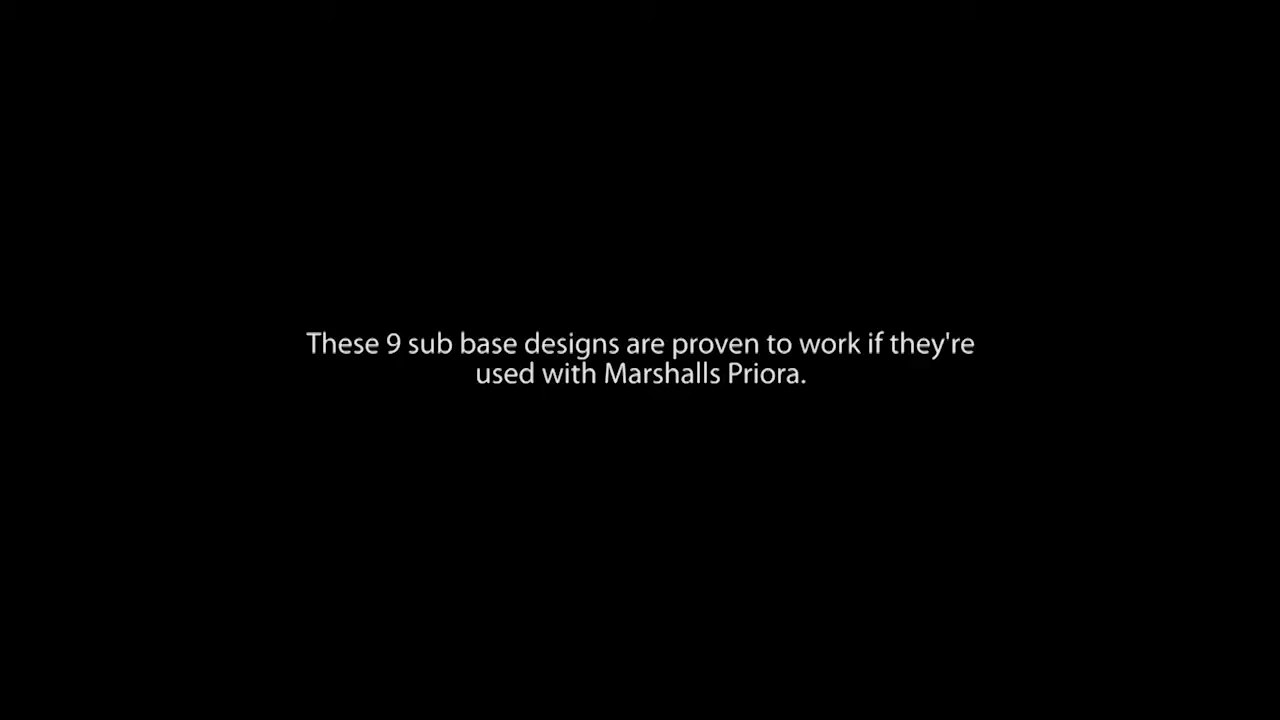 These 9 sub base designs are proven to work if they're
used with Marshalls Priora.